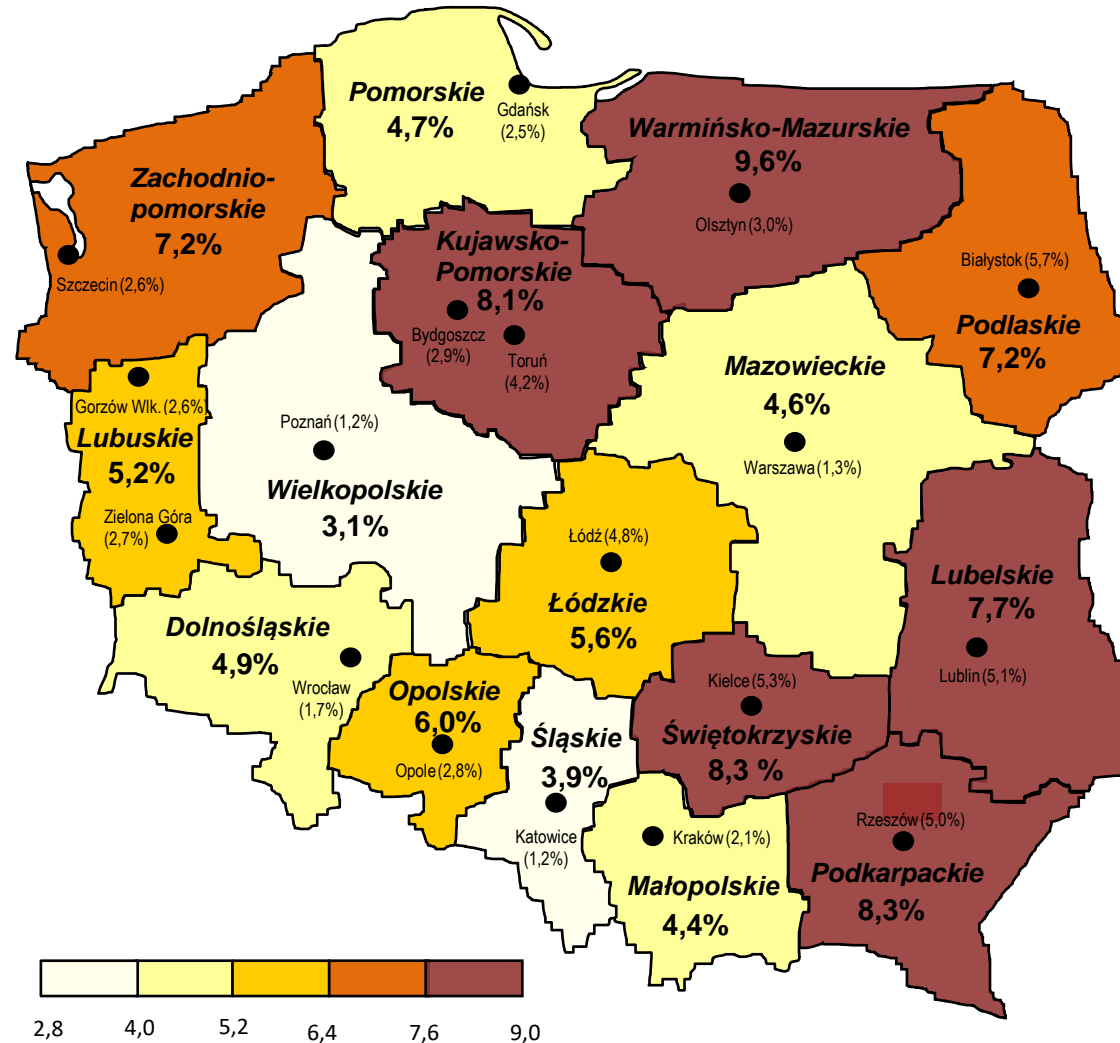 Pomorskie
4,7%
Gdańsk
(2,5%)
Warmińsko-Mazurskie
9,6%
Olsztyn (3,0%)
Zachodnio-
pomorskie
7,2%
Szczecin (2,6%)
Kujawsko-
Pomorskie
8,1%
Bydgoszcz
(2,9%)
Toruń
(4,2%)
Białystok (5,7%)
Podlaskie
7,2%
Mazowieckie
4,6%
Warszawa (1,3%)
Gorzów Wlk. (2,6%)
Lubuskie
5,2%
Zielona Góra
(2,7%)
Poznań (1,2%)
Wielkopolskie
3,1%
Łódź (4,8%)
Łódzkie
5,6%
Lubelskie
7,7%
Lublin (5,1%)
Dolnośląskie
4,9%
Wrocław
(1,7%)
Opolskie
6,0%
Opole (2,8%)
Śląskie
3,9%
Katowice
(1,2%)
Kielce (5,3%)
Świętokrzyskie
8,3 %
Kraków (2,1%)
Małopolskie
4,4%
Rzeszów (5,0%)
Podkarpackie
8,3%
2,8 4,0 5,2 6,4 7,6 9,0